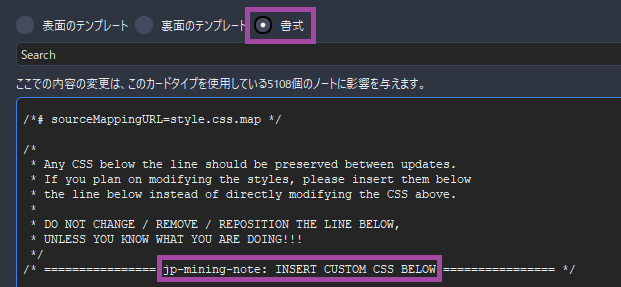 表面のテンプレート 裏面のテンプレート 書式
Search
ここでの内容の変更は、このカードタイプを使用している5108個のノートに影響を与えます。
/*# sourceMappingURL=style.css.map */
/*
* Any CSS below the line should be preserved between updates.
* If you plan on modifying the styles, please insert them below
* the line below instead of directly modifying the CSS above.
*
* DO NOT CHANGE / REMOVE / REPOSITION THE LINE BELOW,
* UNLESS YOU KNOW WHAT YOU ARE DOING!!!
*/
/* ================ jp-mining-note: INSERT CUSTOM CSS BELOW ================ */